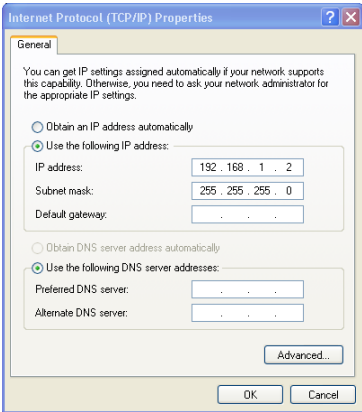 Internet Protocol (TCP/IP) Properties
General
You can get IP settings assigned automatically if your network supports
this capability. Otherwise, you need to ask your network administrator for
the appropriate IP settings.
Obtain an IP address automatically
Use the following IP address:
IP address: 192 . 168 . 1 . 2
Subnet mask: 255 . 255 . 255 . 0
Default gateway: . . .
Obtain DNS server address automatically
Use the following DNS server addresses:
Preferred DNS server: . . .
Alternate DNS server: . . .
Advanced...
OK Cancel